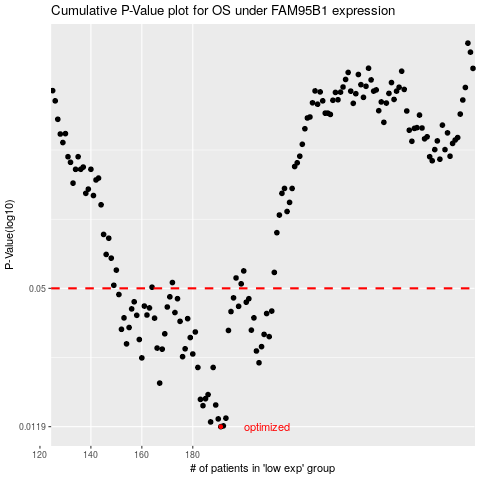 Cumulative P-Value plot for OS under FAM95B1 expression
P-Value(log10)
0.05
0.0119
optimized
120 140 160 180
# of patients in 'low exp' group